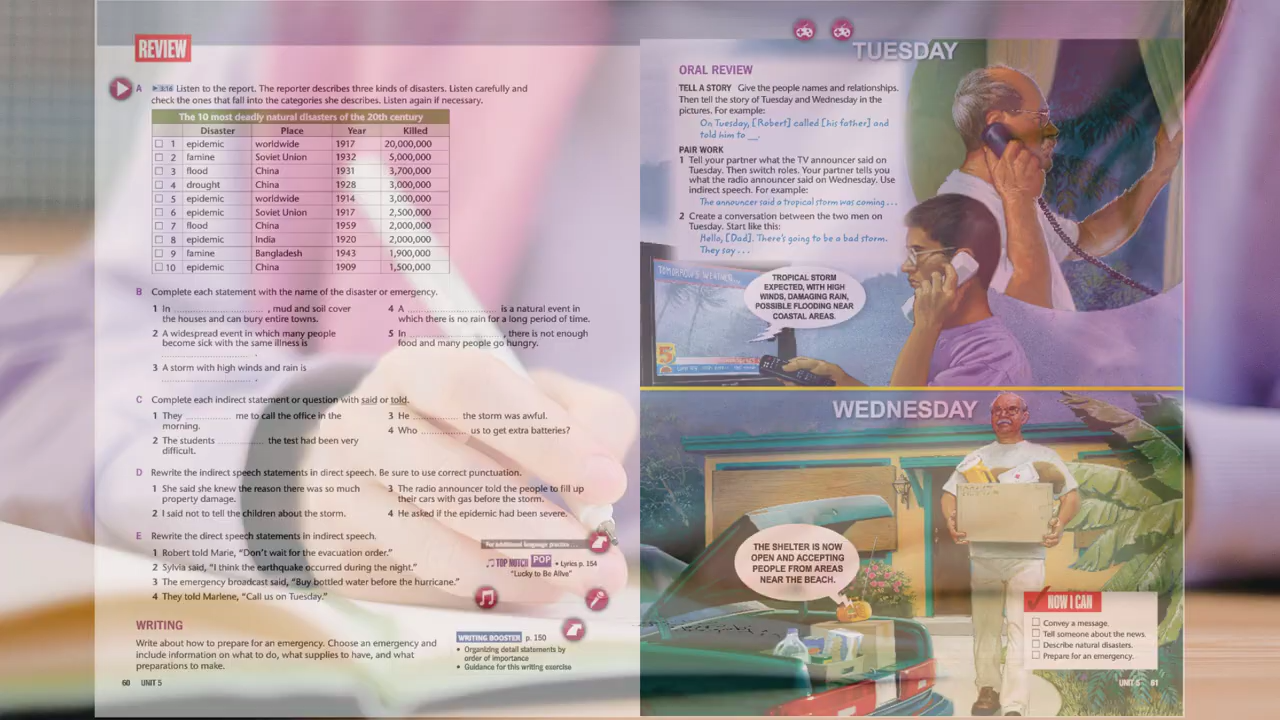 REVIEW
A 3:16 Listen to the report. The reporter describes three kinds of disasters. Listen carefully and
check the ones that fall into the categories she describes. Listen again if necessary.
The 10 most deadly natural disasters of the 20th century
Disaster Place Year Killed
1 epidemic worldwide 1917 20,000,000
2 famine Soviet Union 1932 5,000,000
3 flood China 1931 3,700,000
4 drought China 1928 3,000,000
5 epidemic worldwide 1914 3,000,000
6 epidemic Soviet Union 1917 2,500,000
7 flood China 1959 2,000,000
8 epidemic India 1920 2,000,000
9 famine Bangladesh 1943 1,900,000
10 epidemic China 1909 1,500,000
B Complete each statement with the name of the disaster or emergency.
1 In ............................. , mud and soil cover
the houses and can bury entire towns.
2 A widespread event in which many people
become sick with the same illness is
............................. .
3 A storm with high winds and rain is
............................. .
4 A ............................. is a natural event in
which there is no rain for a long period of time.
5 In ............................. , there is not enough
food and many people go hungry.
C Complete each indirect statement or question with said or told.
1 They .............. me to call the office in the
morning.
2 The students .............. the test had been very
difficult.
3 He .............. the storm was awful.
4 Who .............. us to get extra batteries?
D Rewrite the indirect speech statements in direct speech. Be sure to use correct punctuation.
1 She said she knew the reason there was so much
property damage.
2 I said not to tell the children about the storm.
3 The radio announcer told the people to fill up
their cars with gas before the storm.
4 He asked if the epidemic had been severe.
E Rewrite the direct speech statements in indirect speech.
1 Robert told Marie, “Don’t wait for the evacuation order.”
2 Sylvia said, “I think the earthquake occurred during the night.”
3 The emergency broadcast said, “Buy bottled water before the hurricane.”
4 They told Marlene, “Call us on Tuesday.”
For additional language practice . . .
TOP NOTCH POP • Lyrics p. 154
“Lucky to Be Alive”
WRITING
Write about how to prepare for an emergency. Choose an emergency and
include information on what to do, what supplies to have, and what
preparations to make.
WRITING BOOSTER p. 150
• Organizing detail statements by
order of importance
• Guidance for this writing exercise
60 UNIT 5
TUESDAY
ORAL REVIEW
TELL A STORY Give the people names and relationships.
Then tell the story of Tuesday and Wednesday in the
pictures. For example:
On Tuesday, [Robert] called [his father] and
told him to __.
PAIR WORK
1 Tell your partner what the TV announcer said on
Tuesday. Then switch roles. Your partner tells you
what the radio announcer said on Wednesday. Use
indirect speech. For example:
The announcer said a tropical storm was coming . . .
2 Create a conversation between the two men on
Tuesday. Start like this:
Hello, [Dad]. There's going to be a bad storm.
They say . . .
TOMORROW'S WEATHER
TROPICAL STORM
EXPECTED, WITH HIGH
WINDS, DAMAGING RAIN,
POSSIBLE FLOODING NEAR
COASTAL AREAS.
5
WEDNESDAY
THE SHELTER IS NOW
OPEN AND ACCEPTING
PEOPLE FROM AREAS
NEAR THE BEACH.
NOW I CAN
Convey a message.
Tell someone about the news.
Describe natural disasters.
Prepare for an emergency.
UNIT 5 61